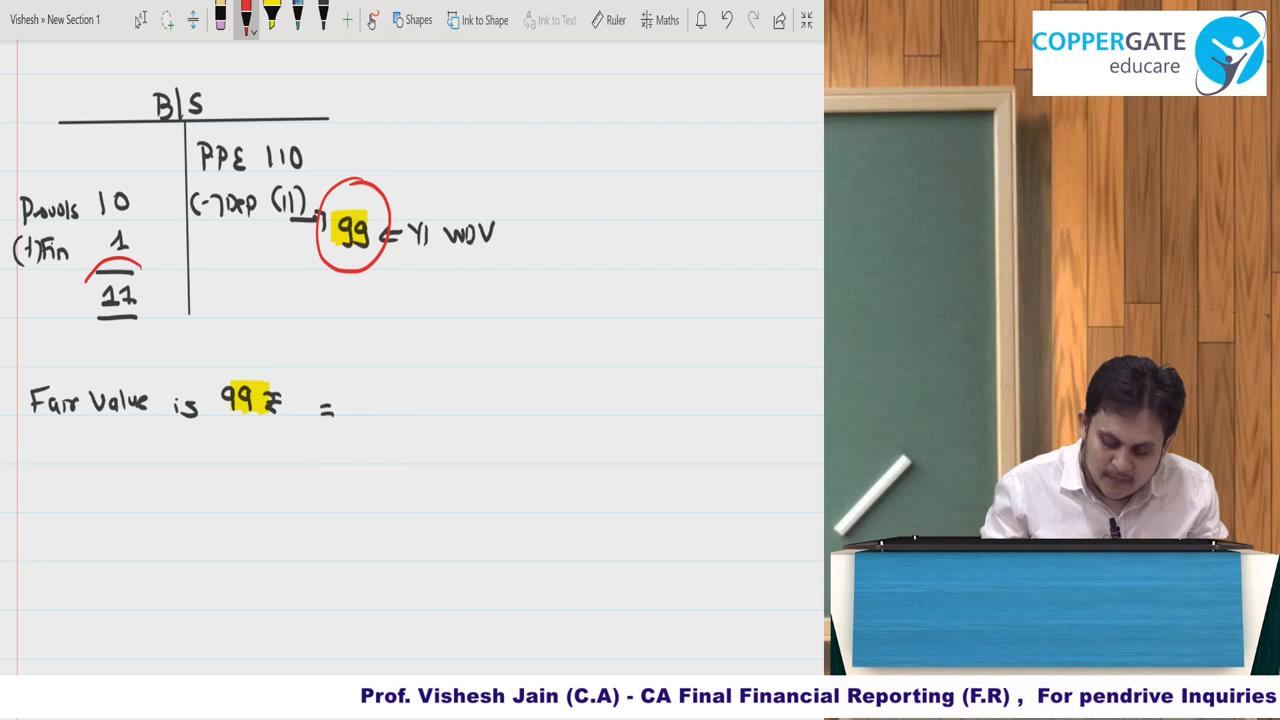 Vishesh » New Section 1
Shapes
Ink to Shape
Ink to Text
Ruler
Maths
COPPERGATE
educare
B/S
PPE 110
(-) Dep (11)
99 ← Y1 WDV
Provols 10
(+) Fin 1
11
Fair Value is 99 ₹ =
Prof. Vishesh Jain (C.A) - CA Final Financial Reporting (F.R) , For pendrive Inquiries